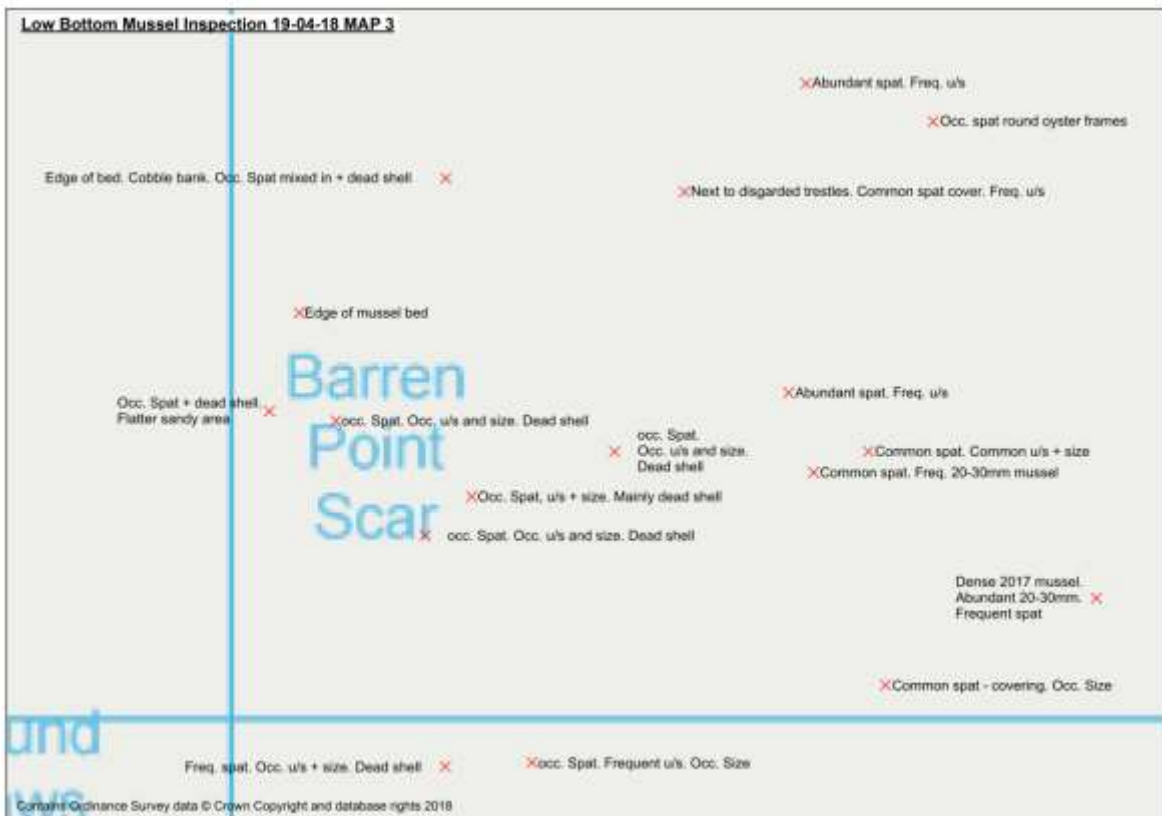 Low Bottom Mussel Inspection 19-04-18 MAP 3
Abundant spat. Freq. u/s
Occ. spat round oyster frames
Edge of bed. Cobble bank. Occ. Spat mixed in + dead shell
Next to disgarded trestles. Common spat cover. Freq. u/s
Edge of mussel bed
Barren
Point
Scar
Occ. Spat + dead shell.
Flatter sandy area
occ. Spat. Occ. u/s and size. Dead shell
Abundant spat. Freq. u/s
occ. Spat.
Occ. u/s and size.
Dead shell
Common spat. Common u/s + size
Common spat. Freq. 20-30mm mussel
Occ. Spat, u/s + size. Mainly dead shell
occ. Spat. Occ. u/s and size. Dead shell
Dense 2017 mussel.
Abundant 20-30mm.
Frequent spat
Common spat - covering. Occ. Size
und
Freq. spat. Occ. u/s + size. Dead shell
occ. Spat. Frequent u/s. Occ. Size
ws
Contains Ordinance Survey data © Crown Copyright and database rights 2018